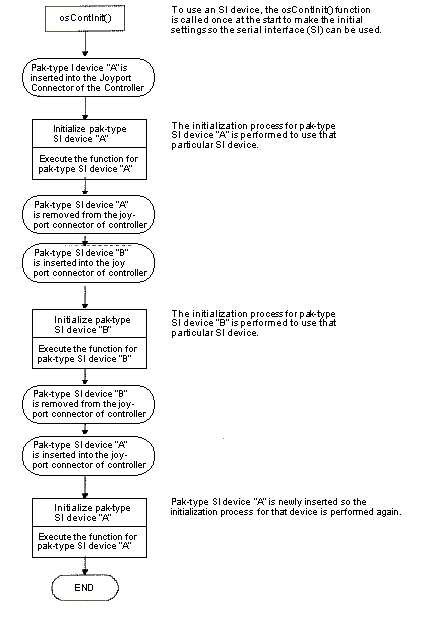 osContInit()
To use an SI device, the osContInit() function
is called once at the start to make the initial
settings so the serial interface (SI) can be used.
Pak-type I device "A" is
inserted into the Joyport
Connector of the Controller
Initialize pak-type
SI device "A"
Execute the function for
pak-type SI device "A"
The initialization process for pak-type
SI device "A" is performed to use that
particular SI device.
Pak-type SI device "A"
is removed from the joy-
port connector of controller
Pak-type SI device "B"
is inserted into the joy
port connector of controller
Initialize pak-type
SI device "B"
Execute the function for
pak-type SI device "B"
The initialization process for pak-type
SI device "B" is performed to use that
particular SI device.
Pak-type SI device "B"
is removed from the joy-
port connector of controller
Pak-type SI device "A"
is inserted into the joy-
port connector of controller
Initialize pak-type
SI device "A"
Execute the function for
pak-type SI device "A"
Pak-type SI device "A" is newly inserted so the
initialization process for that device is performed again.
END